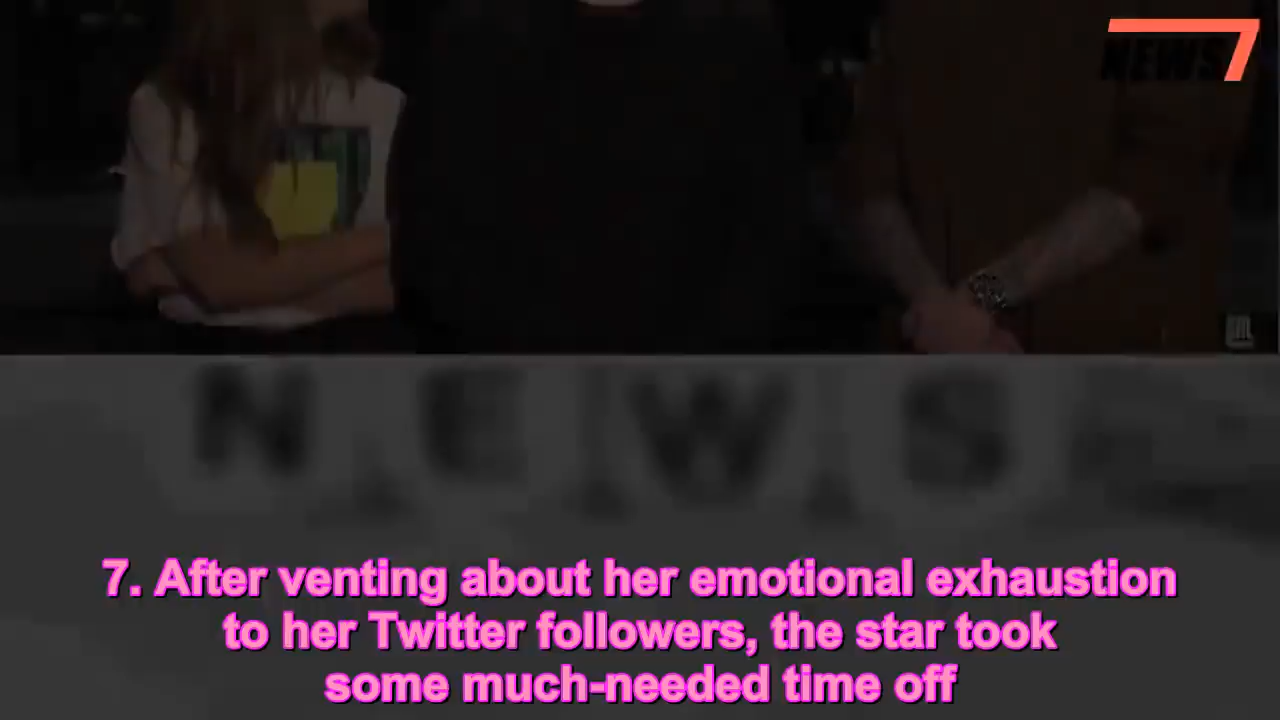 NEWS7
NEWS
7. After venting about her emotional exhaustion
to her Twitter followers, the star took
some much-needed time off